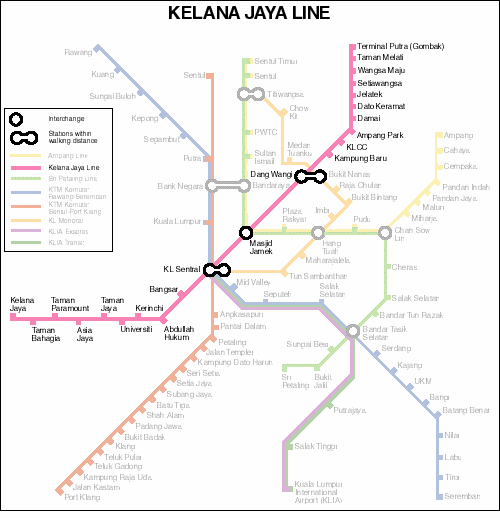 KELANA JAYA LINE
Terminal Putra (Gombak)
Taman Melati
Wangsa Maju
Setiawangsa
Jelatek
Dato Keramat
Damai
Ampang Park
KLCC
Kampung Baru
Dang Wangi
Masjid
Jamek
KL Sentral
Bangsar
Abdullah
Hukum
Kerinchi
Universiti
Taman
Jaya
Asia
Jaya
Taman
Paramount
Taman
Bahagia
Kelana
Jaya
Interchange
Stations within
walking distance
Ampang Line
Kelana Jaya Line
Sri Petaling Line
KTM Komuter
Rawang-Seremban
KTM Komuter
Sentul-Port Klang
KL Monorail
KLIA Ekspres
KLIA Transit
Rawang
Kuang
Sungai Buloh
Kepong
Segambut
Putra
Bank Negara
Kuala Lumpur
Sentul
Sentul Timur
Sentul
Titiwangsa
Chow
Kit
PWTC
Medan
Tuanku
Sultan
Ismail
Bandaraya
Bukit Nanas
Raja Chulan
Bukit Bintang
Imbi
Plaza
Rakyat
Hang
Tuah
Pudu
Chan Sow
Lin
Maharajalela
Tun Sambanthan
Ampang
Cahaya
Cempaka
Pandan Indah
Pandan Jaya
Maluri
Miharja
Cheras
Salak Selatan
Bandar Tun Razak
Bandar Tasik
Selatan
Mid Valley
Seputeh
Salak
Selatan
Sungai Besi
Bukit
Jalil
Sri
Petaling
Serdang
Kajang
UKM
Bangi
Batang Benar
Nilai
Labu
Tiroi
Seremban
Putrajaya
Salak Tinggi
Kuala Lumpur
International
Airport (KLIA)
Angkasapuri
Pantai Dalam
Petaling
Jalan Templer
Kampung Dato Harun
Seri Setia
Setia Jaya
Subang Jaya
Batu Tiga
Shah Alam
Padang Jawa
Bukit Badak
Klang
Teluk Pulai
Teluk Gadong
Kampung Raja Uda
Jalan Kastam
Port Klang